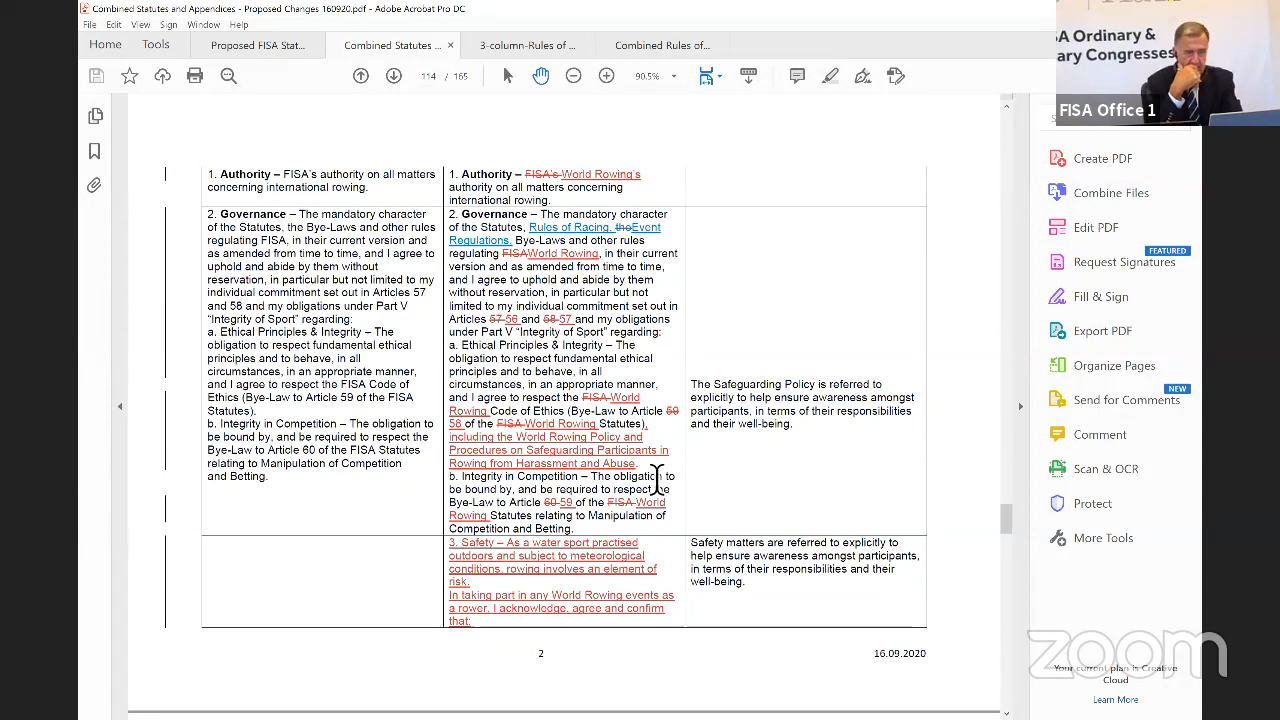 Combined Statutes and Appendices - Proposed Changes 160920.pdf - Adobe Acrobat Pro DC
File Edit View Sign Window Help
Home Tools Proposed FISA Stat... Combined Statutes ... × 3-column-Rules of ... Combined Rules of...
114 / 165 90.5%
ary Congresses
SA Ordinary &
FISA Office 1
1. Authority – FISA's authority on all matters
concerning international rowing.
2. Governance – The mandatory character
of the Statutes, the Bye-Laws and other rules
regulating FISA, in their current version and
as amended from time to time, and I agree to
uphold and abide by them without
reservation, in particular but not limited to my
individual commitment set out in Articles 57
and 58 and my obligations under Part V
“Integrity of Sport” regarding:
a. Ethical Principles & Integrity – The
obligation to respect fundamental ethical
principles and to behave, in all
circumstances, in an appropriate manner,
and I agree to respect the FISA Code of
Ethics (Bye-Law to Article 59 of the FISA
Statutes).
b. Integrity in Competition – The obligation to
be bound by, and be required to respect the
Bye-Law to Article 60 of the FISA Statutes
relating to Manipulation of Competition
and Betting.
1. Authority – FISA's World Rowing's
authority on all matters concerning
international rowing.
2. Governance – The mandatory character
of the Statutes, Rules of Racing, theEvent
Regulations, Bye-Laws and other rules
regulating FISAWorld Rowing, in their current
version and as amended from time to time,
and I agree to uphold and abide by them
without reservation, in particular but not
limited to my individual commitment set out in
Articles 57 56 and 58 57 and my obligations
under Part V “Integrity of Sport” regarding:
a. Ethical Principles & Integrity – The
obligation to respect fundamental ethical
principles and to behave, in all
circumstances, in an appropriate manner,
and I agree to respect the FISA World
Rowing Code of Ethics (Bye-Law to Article 59
58 of the FISA World Rowing Statutes),
including the World Rowing Policy and
Procedures on Safeguarding Participants in
Rowing from Harassment and Abuse.
b. Integrity in Competition – The obligation to
be bound by, and be required to respect the
Bye-Law to Article 60 59 of the FISA World
Rowing Statutes relating to Manipulation of
Competition and Betting.
3. Safety – As a water sport practised
outdoors and subject to meteorological
conditions, rowing involves an element of
risk.
In taking part in any World Rowing events as
a rower, I acknowledge, agree and confirm
that:
The Safeguarding Policy is referred to
explicitly to help ensure awareness amongst
participants, in terms of their responsibilities
and their well-being.
Safety matters are referred to explicitly to
help ensure awareness amongst participants,
in terms of their responsibilities and their
well-being.
2 16.09.2020
Create PDF
Combine Files
Edit PDF
FEATURED
Request Signatures
Fill & Sign
Export PDF
Organize Pages
NEW
Send for Comments
Comment
Scan & OCR
Protect
More Tools
zoom
Your current plan is Creative
Cloud
Learn More